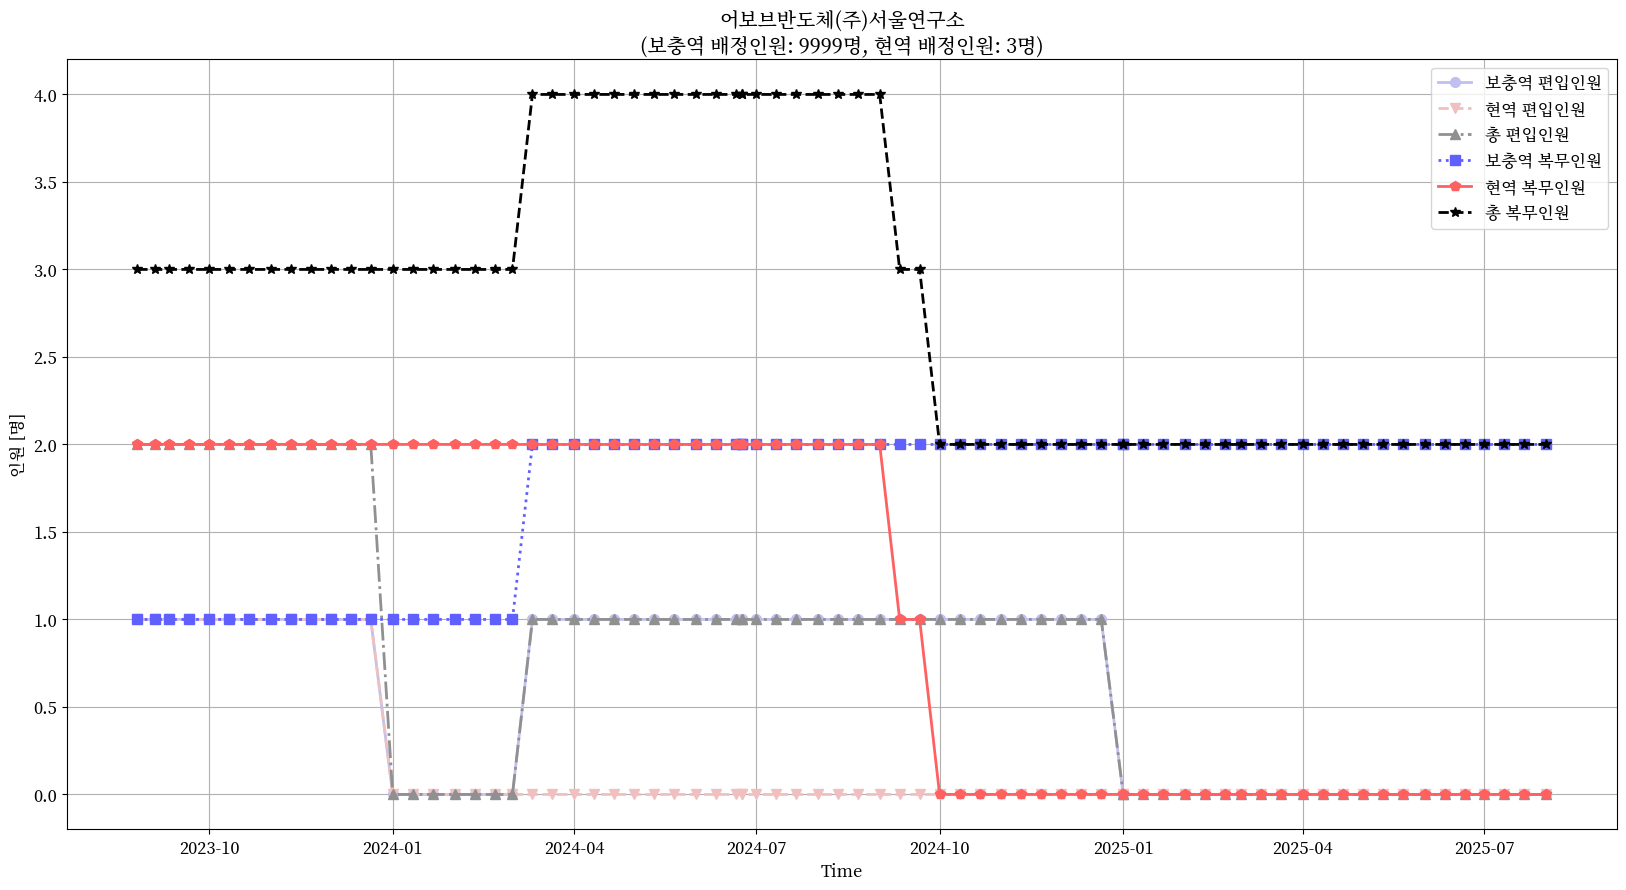 어보브반도체(주)서울연구소
(보충역 배정인원: 9999명, 현역 배정인원: 3명)
4.0
3.5
3.0
2.5
2.0
1.5
1.0
0.5
0.0
인원 [명]
보충역 편입인원
현역 편입인원
총 편입인원
보충역 복무인원
현역 복무인원
총 복무인원
2023-10
2024-01
2024-04
2024-07
2024-10
2025-01
2025-04
2025-07
Time